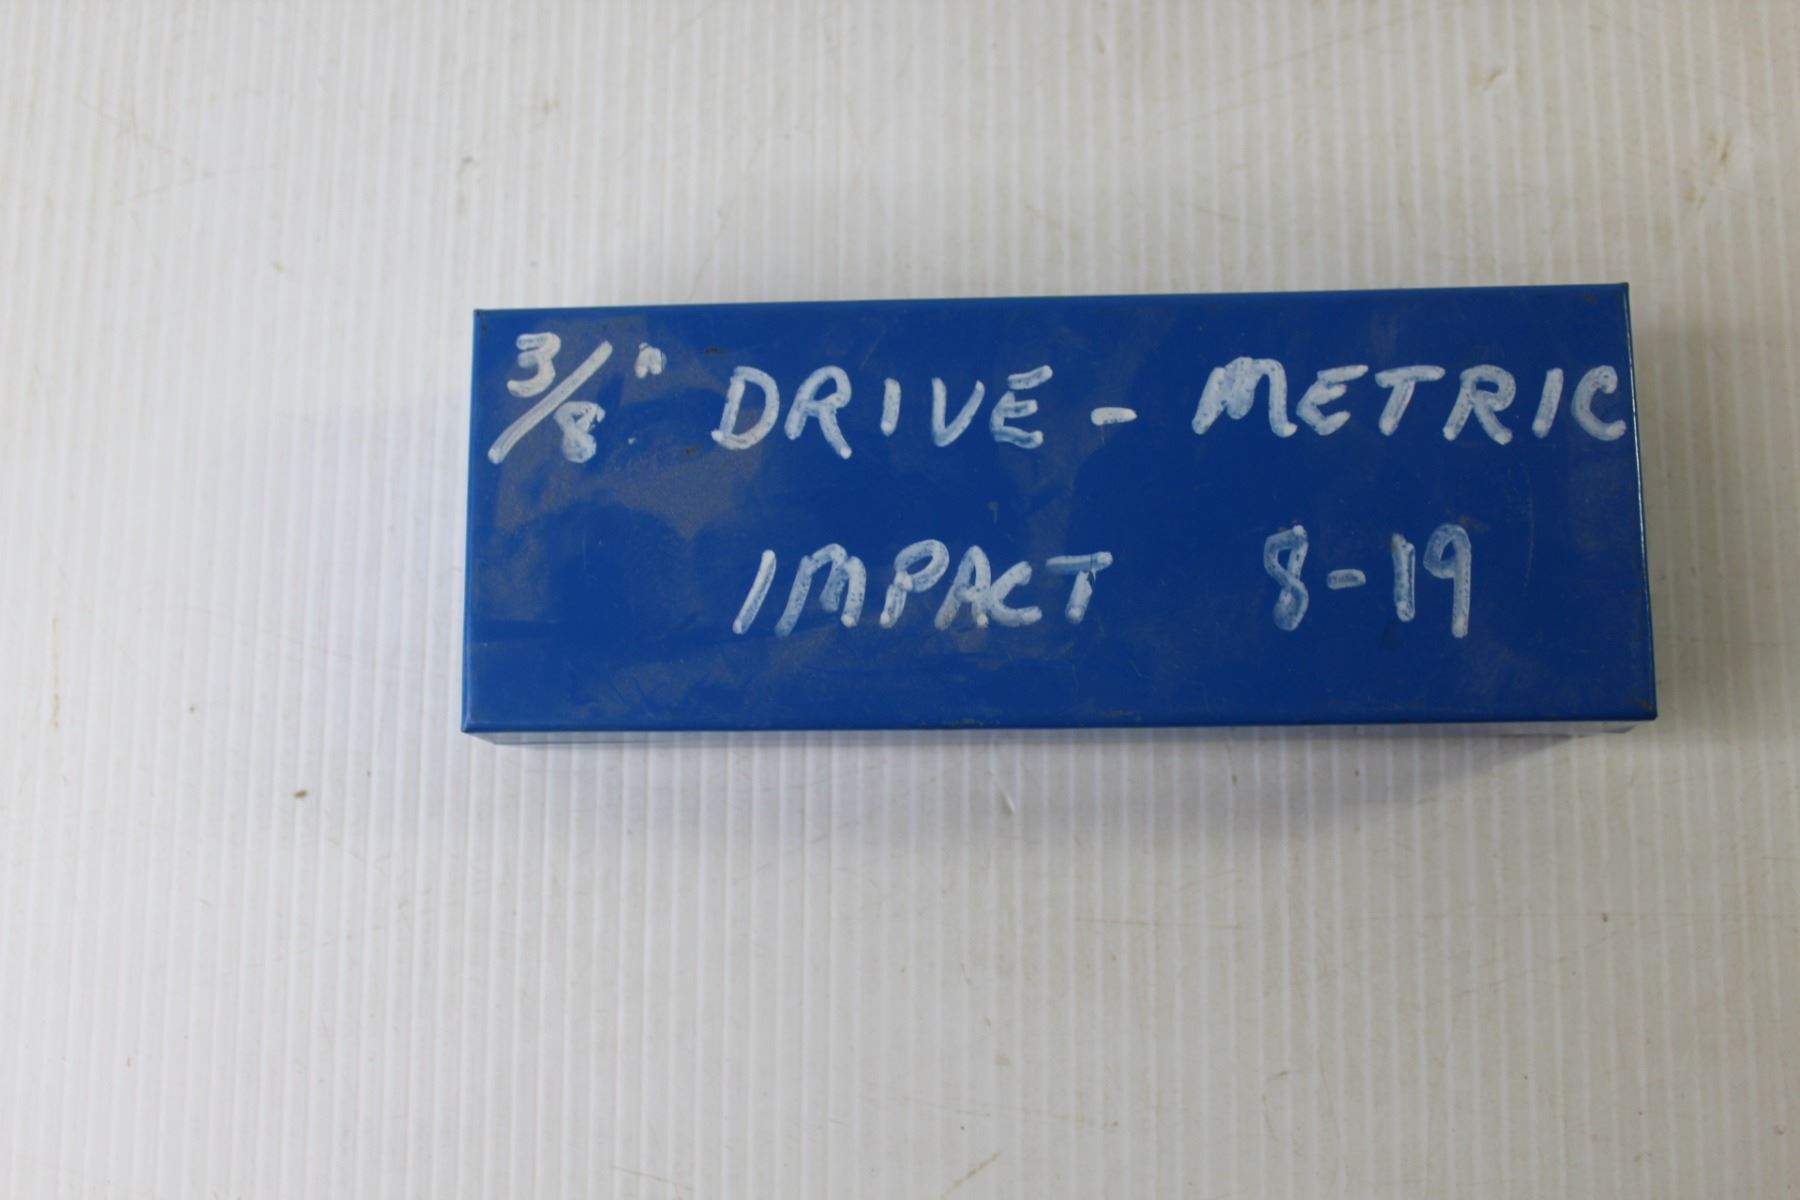 3/8" DRIVE - METRIC
IMPACT 8-19